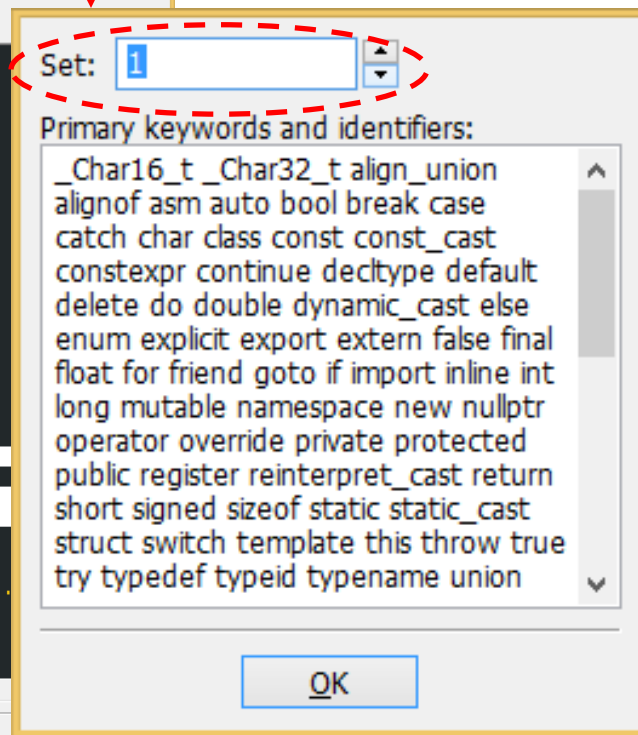 Set: 1
Primary keywords and identifiers:
_Char16_t _Char32_t align_union
alignof asm auto bool break case
catch char class const const_cast
constexpr continue decltype default
delete do double dynamic_cast else
enum explicit export extern false final
float for friend goto if import inline int
long mutable namespace new nullptr
operator override private protected
public register reinterpret_cast return
short signed sizeof static static_cast
struct switch template this throw true
try typedef typeid typename union
OK